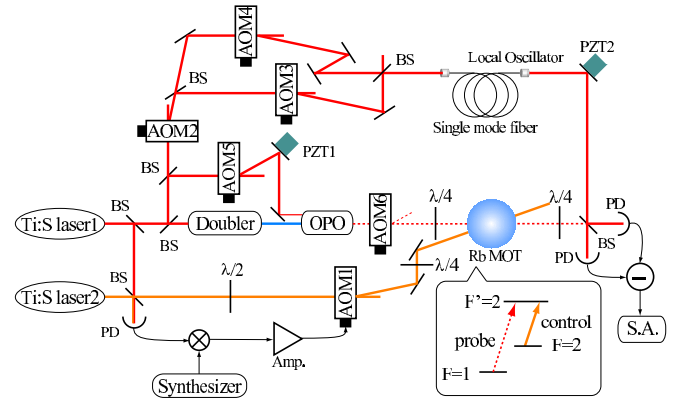 AOM4
BS
Local Oscillator
PZT2
BS
AOM3
Single mode fiber
AOM2
BS
AOM5
PZT1
Ti:S laser1
BS
Doubler
OPO
AOM6
λ/4
λ/4
PD
BS
Rb MOT
PD
BS
λ/2
λ/4
Ti:S laser2
AOM1
PD
Amp.
Synthesizer
F'=2
control
probe
F=2
F=1
S.A.